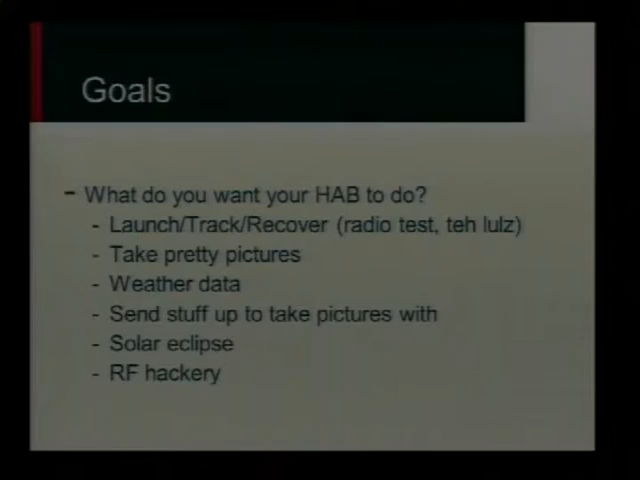 Goals
- What do you want your HAB to do?
- Launch/Track/Recover (radio test, teh lulz)
- Take pretty pictures
- Weather data
- Send stuff up to take pictures with
- Solar eclipse
- RF hackery